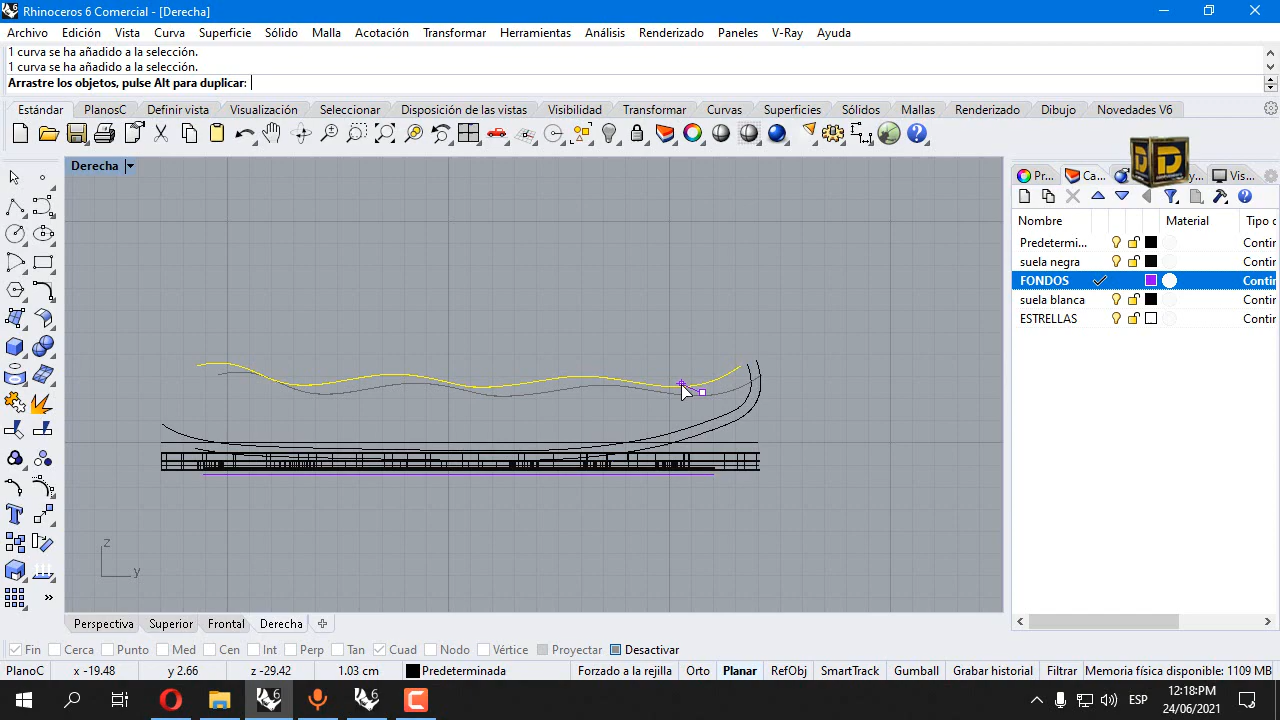 Rhinoceros 6 Comercial - [Derecha]
Archivo Edición Vista Curva Superficie Sólido Malla Acotación Transformar Herramientas Análisis Renderizado Paneles V-Ray Ayuda
1 curva se ha añadido a la selección.
1 curva se ha añadido a la selección.
Arrastre los objetos, pulse Alt para duplicar:
Estándar PlanosC Definir vista Visualización Seleccionar Disposición de las vistas Visibilidad Transformar Curvas Superficies Sólidos Mallas Renderizado Dibujo Novedades V6
Derecha
Pr... Ca... y... Vis...
Nombre Material Tipo c
Predetermi... Contir
suela negra Contir
FONDOS Contir
suela blanca Contir
ESTRELLAS Contir
z
y
Perspectiva Superior Frontal Derecha
Fin Cerca Punto Med Cen Int Perp Tan Cuad Nodo Vértice Proyectar Desactivar
PlanoC x -19.48 y 2.66 z -29.42 1.03 cm Predeterminada Forzado a la rejilla Orto Planar RefObj SmartTrack Gumball Grabar historial Filtrar Memoria física disponible: 1109 MB
ESP
12:18:PM
24/06/2021